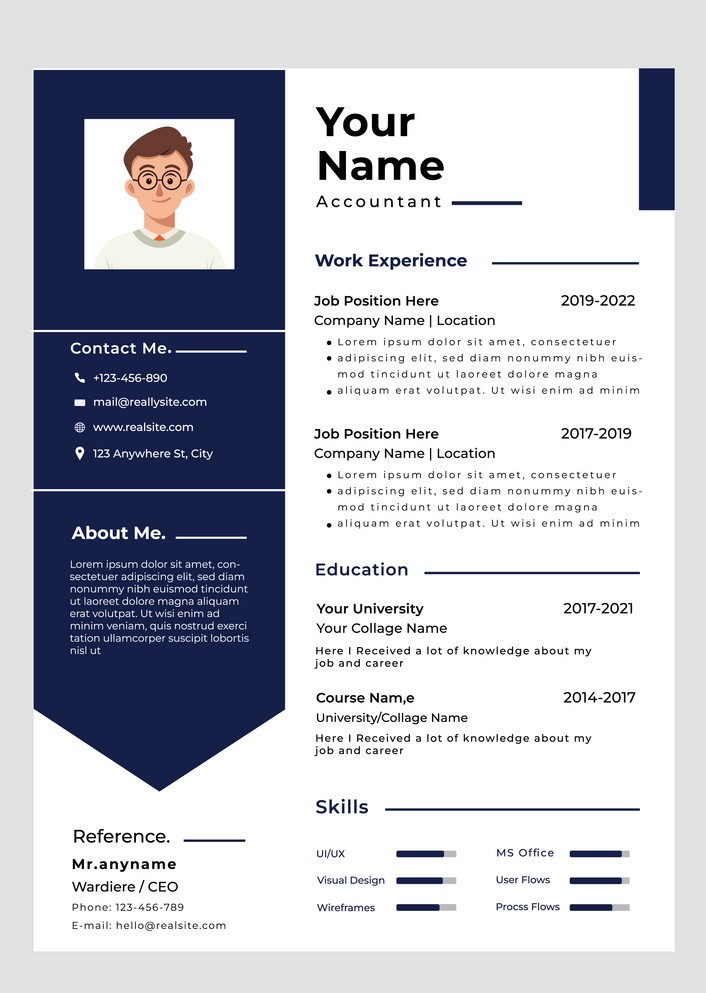 Your
Name
Accountant
Contact Me.
+123-456-890
mail@reallysite.com
www.realsite.com
123 Anywhere St, City
About Me.
Lorem ipsum dolor sit amet, con-
sectetuer adipiscing elit, sed diam
nonummy nibh euismod tincidunt
ut laoreet dolore magna aliquam
erat volutpat. Ut wisi enim ad
minim veniam, quis nostrud exerci
tation ullamcorper suscipit lobortis
nisl ut
Reference.
Mr.anyname
Wardiere / CEO
Phone: 123-456-789
E-mail: hello@realsite.com
Work Experience
Job Position Here 2019-2022
Company Name | Location
● Lorem ipsum dolor sit amet, consectetuer
● adipiscing elit, sed diam nonummy nibh euis-
mod tincidunt ut laoreet dolore magna
● aliquam erat volutpat. Ut wisi enim ad minim
Job Position Here 2017-2019
Company Name | Location
● Lorem ipsum dolor sit amet, consectetuer
● adipiscing elit, sed diam nonummy nibh euis-
mod tincidunt ut laoreet dolore magna
● aliquam erat volutpat. Ut wisi enim ad minim
Education
Your University 2017-2021
Your Collage Name
Here I Received a lot of knowledge about my
job and career
Course Nam,e 2014-2017
University/Collage Name
Here I Received a lot of knowledge about my
job and career
Skills
UI/UX MS Office
Visual Design User Flows
Wireframes Procss Flows